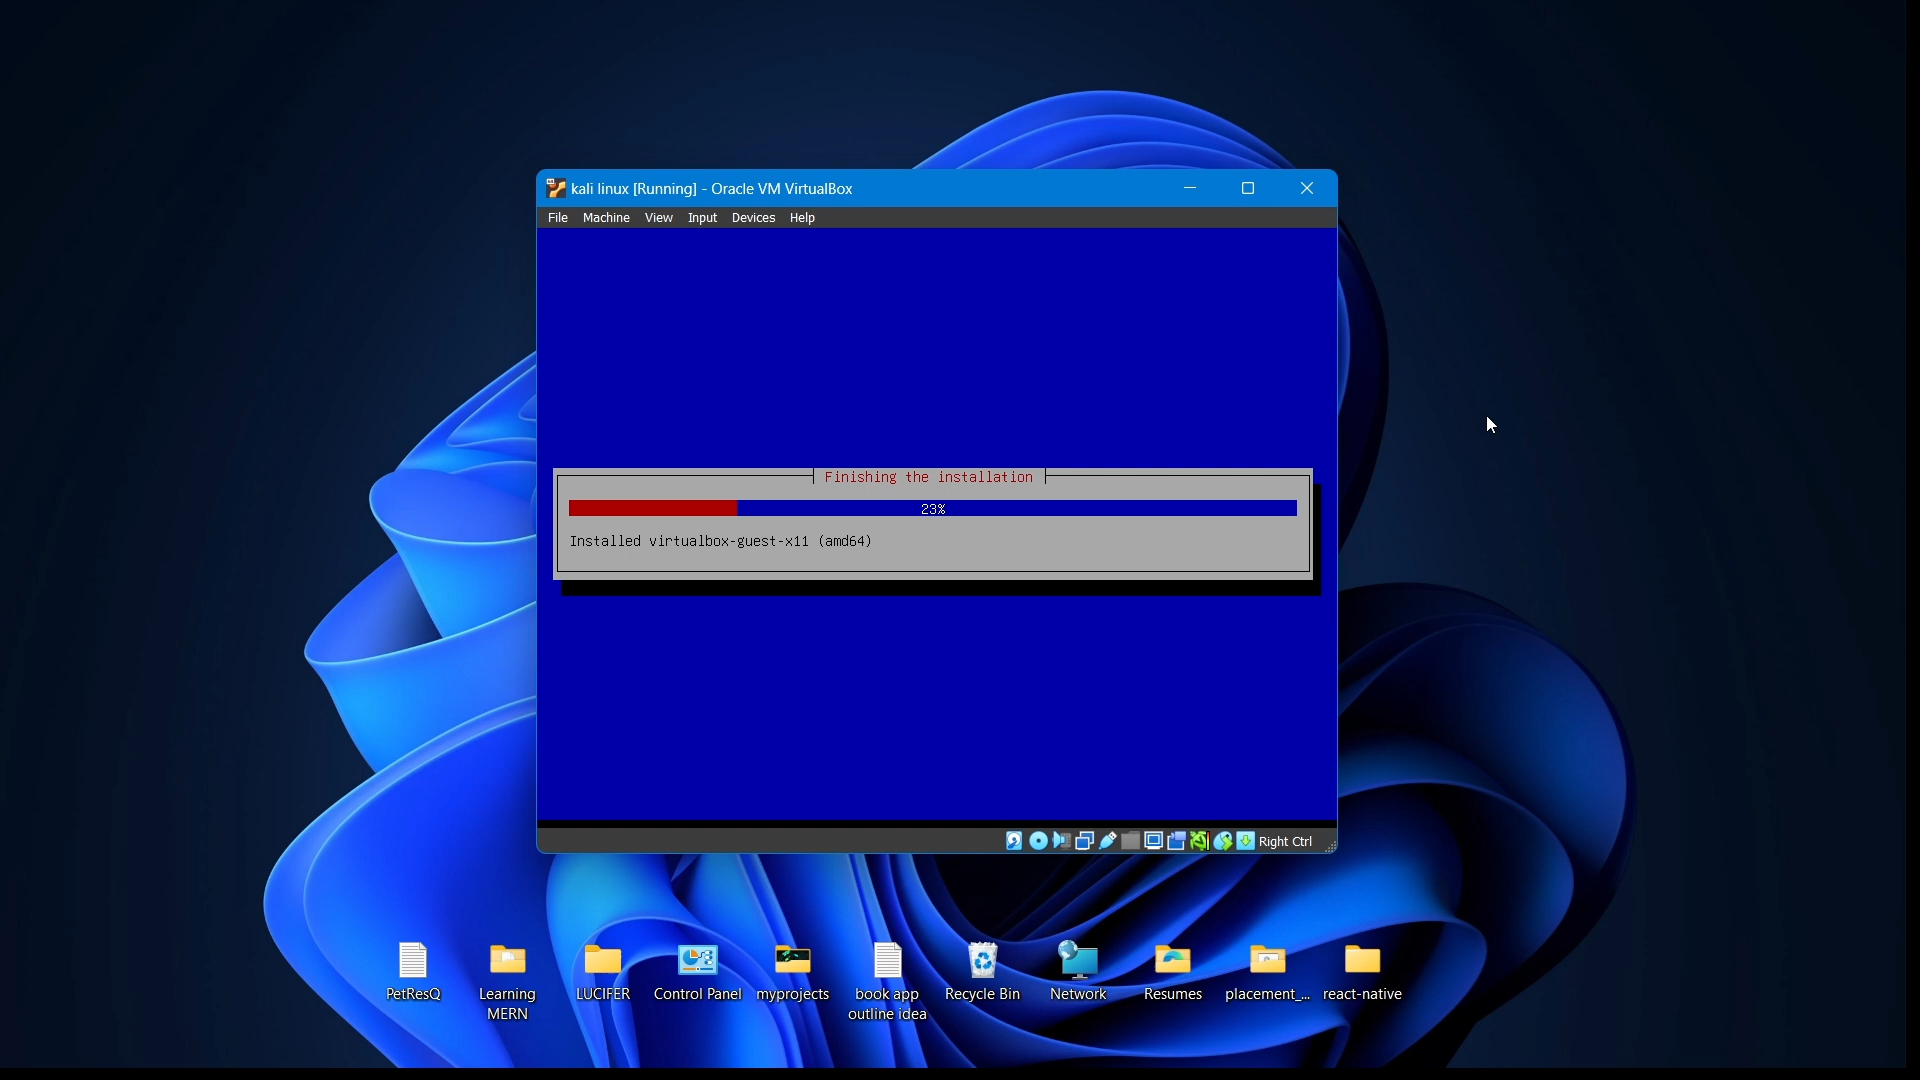 kali linux [Running] - Oracle VM VirtualBox
File Machine View Input Devices Help
Finishing the installation
23%
Installed virtualbox-guest-x11 (amd64)
Right Ctrl
PetResQ
Learning
MERN
LUCIFER
Control Panel
myprojects
book app
outline idea
Recycle Bin
Network
Resumes
placement_...
react-native